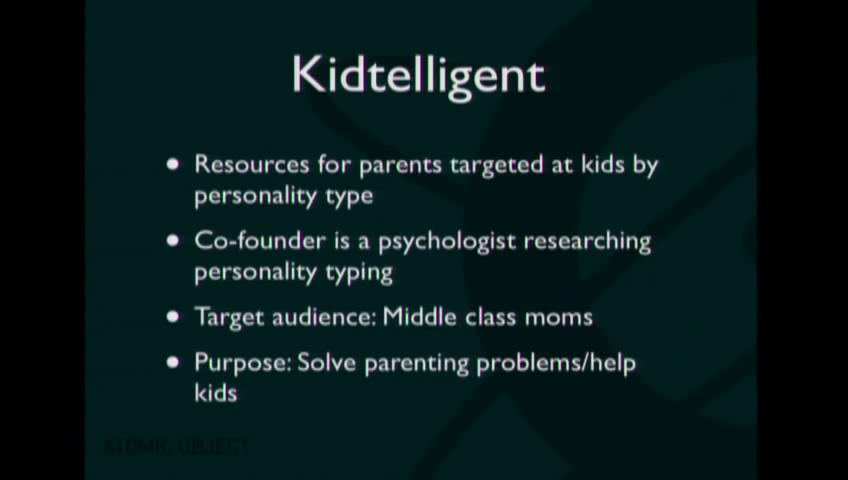 Kidtelligent
• Resources for parents targeted at kids by
personality type
• Co-founder is a psychologist researching
personality typing
• Target audience: Middle class moms
• Purpose: Solve parenting problems/help
kids
ATOMIC OBJECT